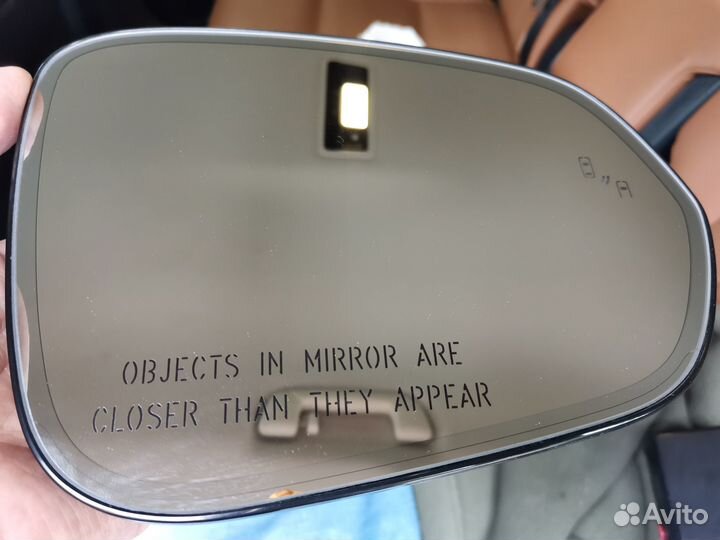 OBJECTS IN MIRROR ARE
CLOSER THAN THEY APPEAR
Avito